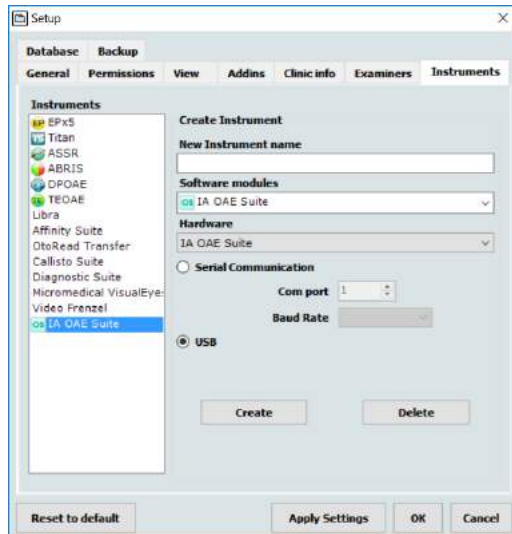 Setup
Database Backup
General Permissions View Addins Clinic info Examiners Instruments
Instruments
EP EPx5
Titan
ASSR
ABRIS
DPOAE
TEOAE
Libra
Affinity Suite
OtoRead Transfer
Callisto Suite
Diagnostic Suite
Micromedical VisualEye
Video Frenzel
OS IA OAE Suite
Create Instrument
New Instrument name
Software modules
OS IA OAE Suite
Hardware
IA OAE Suite
Serial Communication
Com port 1
Baud Rate
USB
Create Delete
Reset to default Apply Settings OK Cancel